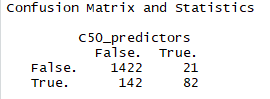 Confusion Matrix and Statistics
C50_predictors
False. True.
False. 1422 21
True. 142 82